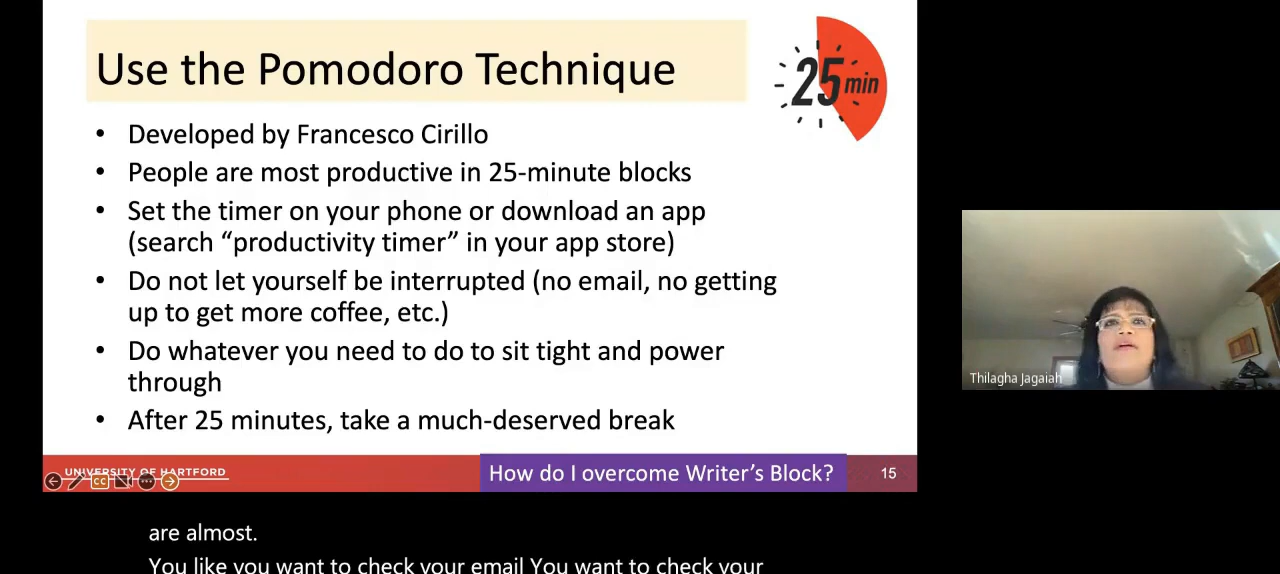 Use the Pomodoro Technique
25 min
• Developed by Francesco Cirillo
• People are most productive in 25-minute blocks
• Set the timer on your phone or download an app
(search “productivity timer” in your app store)
• Do not let yourself be interrupted (no email, no getting
up to get more coffee, etc.)
• Do whatever you need to do to sit tight and power
through
• After 25 minutes, take a much-deserved break
Thilagha Jagaiah
UNIVERSITY OF HARTFORD
CC
How do I overcome Writer’s Block?
15
are almost.
You like you want to check your email You want to check your